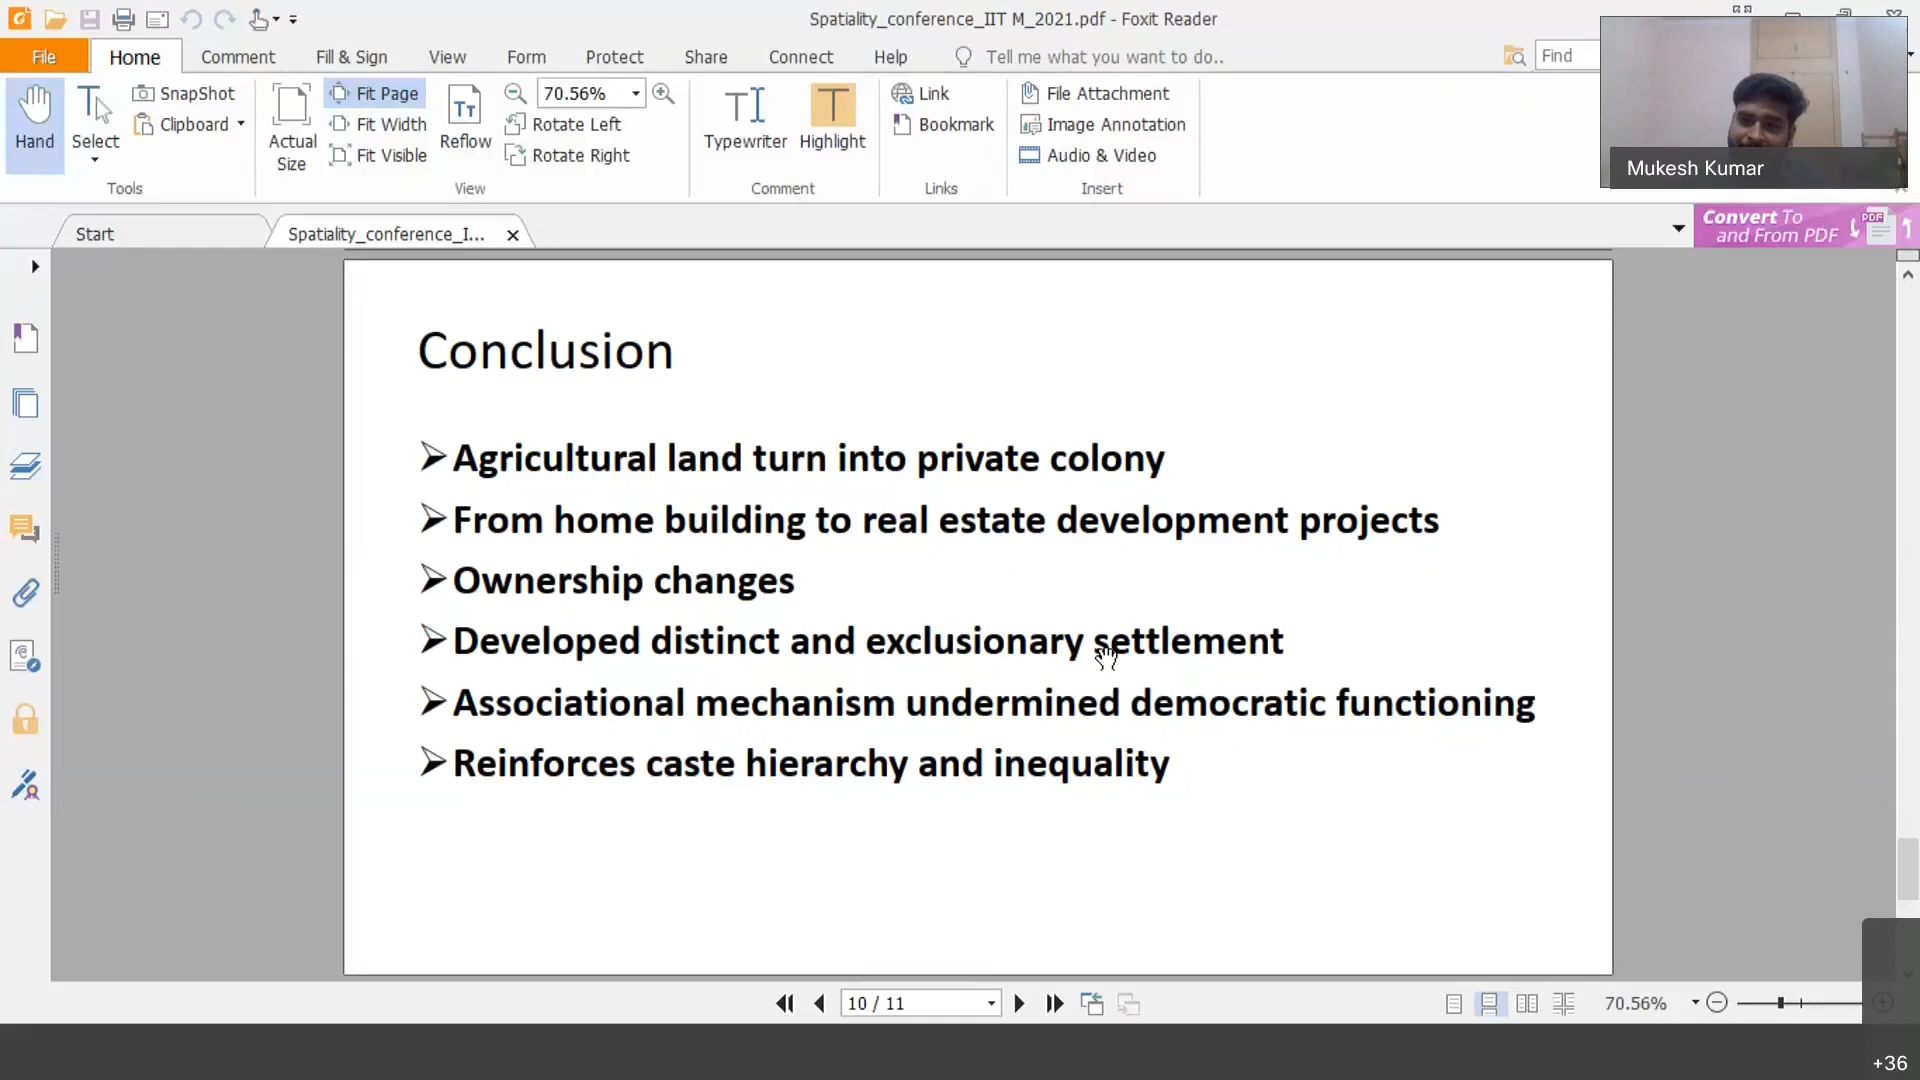 Spatiality_conference_IIT M_2021.pdf - Foxit Reader
File Home Comment Fill & Sign View Form Protect Share Connect Help Tell me what you want to do.. Find
Hand
Select
SnapShot
Clipboard
Tools
Actual
Size
Fit Page
Fit Width
Fit Visible
Reflow
70.56%
Rotate Left
Rotate Right
View
Typewriter
Highlight
Comment
Link
Bookmark
Links
File Attachment
Image Annotation
Audio & Video
Insert
Mukesh Kumar
Start
Spatiality_conference_I...
Convert To
and From PDF
PDF
Conclusion
Agricultural land turn into private colony
From home building to real estate development projects
Ownership changes
Developed distinct and exclusionary settlement
Associational mechanism undermined democratic functioning
Reinforces caste hierarchy and inequality
10 / 11
70.56%
+36